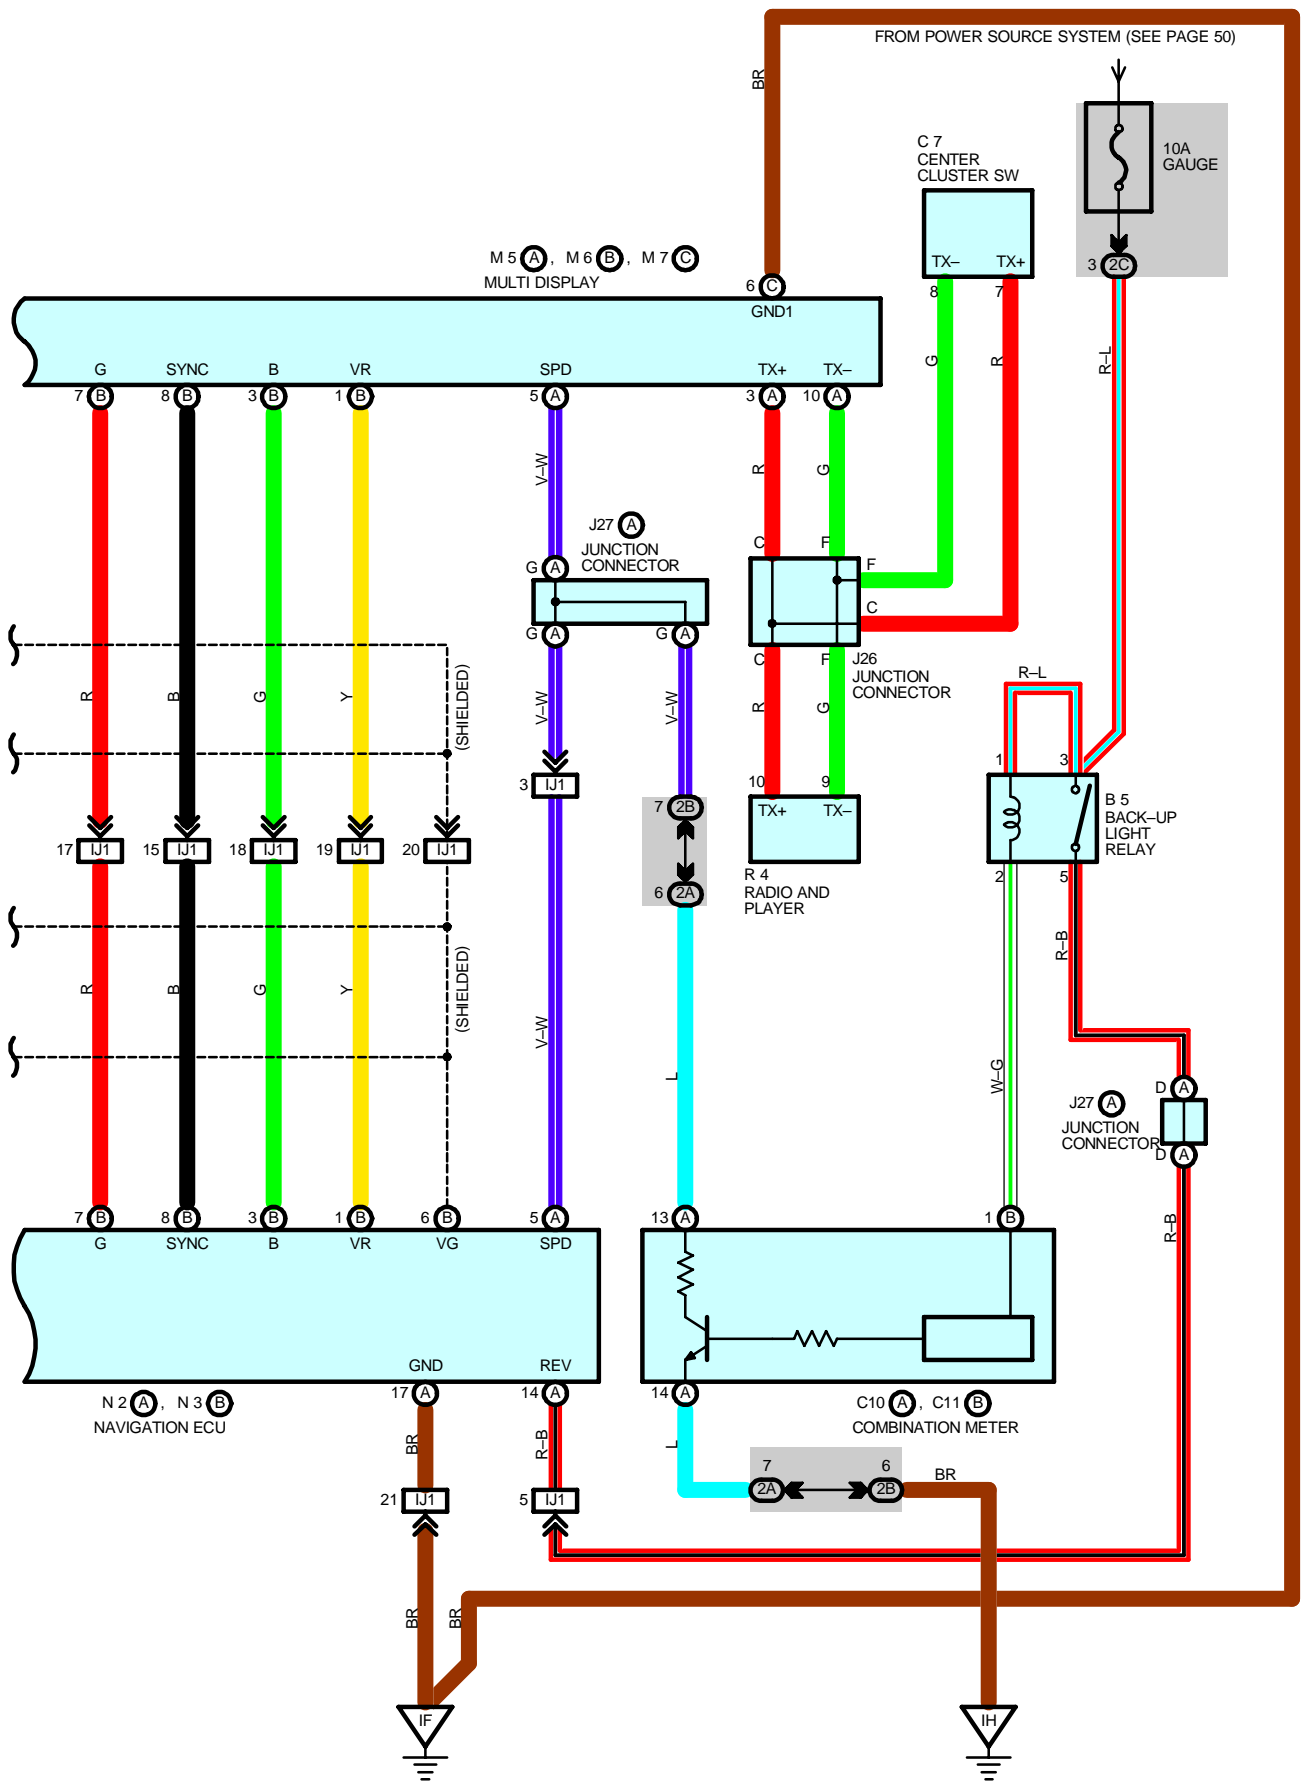 FROM POWER SOURCE SYSTEM (SEE PAGE 50)
BR
10A
GAUGE
C 7
CENTER
CLUSTER SW
TX– TX+
8 7
3 2C
M 5 A , M 6 B , M 7 C
MULTI DISPLAY
6 C
GND1
G SYNC B VR SPD TX+ TX–
7 B 8 B 3 B 1 B 5 A 3 A 10 A
G R R–L
V–W R G
J27 A
JUNCTION
CONNECTOR
G A
G A G A
C F
F
C
C F
J26
JUNCTION
CONNECTOR
R B G Y (SHIELDED) V–W V–W R G
R–L
1 3
B 5
BACK–UP
LIGHT
RELAY
2 5
3 IJ1
7 2B
6 2A
10 9
TX+ TX–
R 4
RADIO AND
PLAYER
17 IJ1 15 IJ1 18 IJ1 19 IJ1 20 IJ1
R B G Y (SHIELDED) V–W L W–G R–B
D A
J27 A
JUNCTION
CONNECTOR
D A
R–B
7 B 8 B 3 B 1 B 6 B 5 A 13 A 1 B
G SYNC B VR VG SPD
GND REV
17 A 14 A 14 A
N 2 A , N 3 B
NAVIGATION ECU
C10 A , C11 B
COMBINATION METER
BR R–B L
7 6
2A 2B
BR
21 IJ1 5 IJ1
BR BR
IF IH